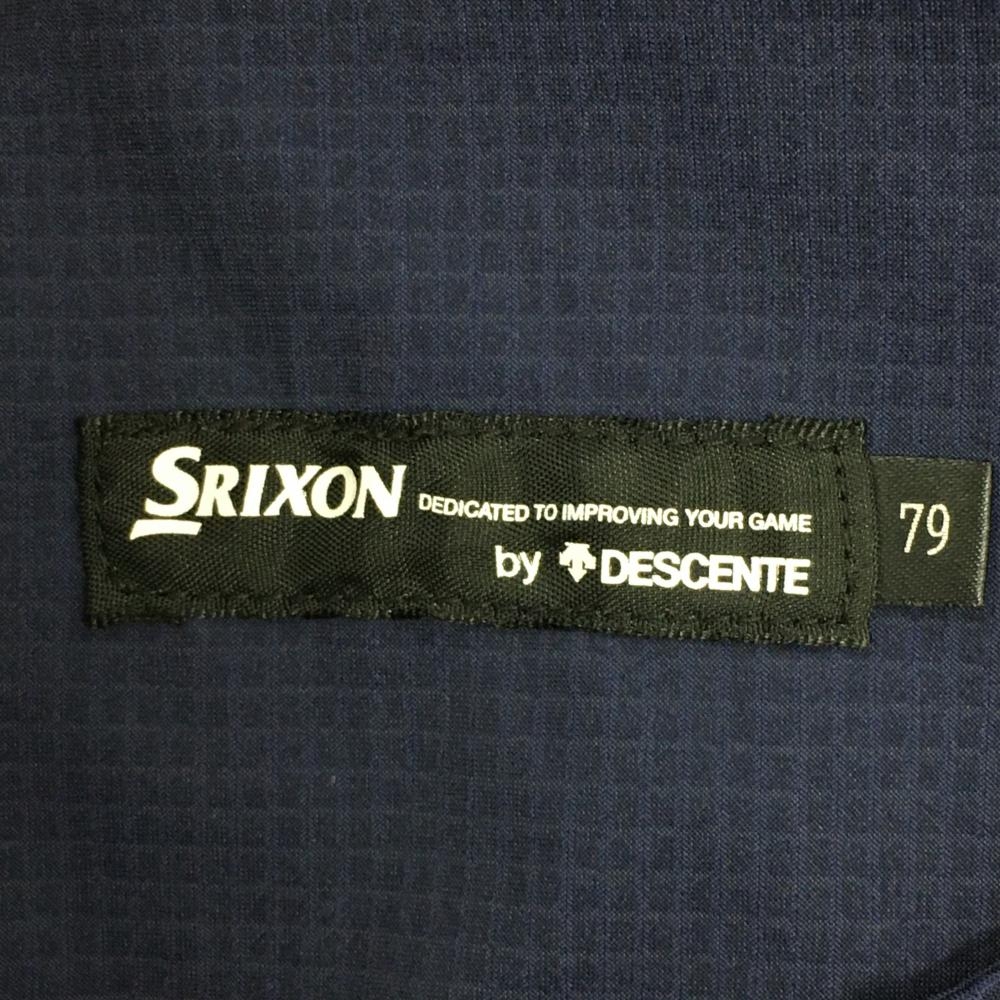 SRIXON DEDICATED TO IMPROVING YOUR GAME
by DESCENTE
79